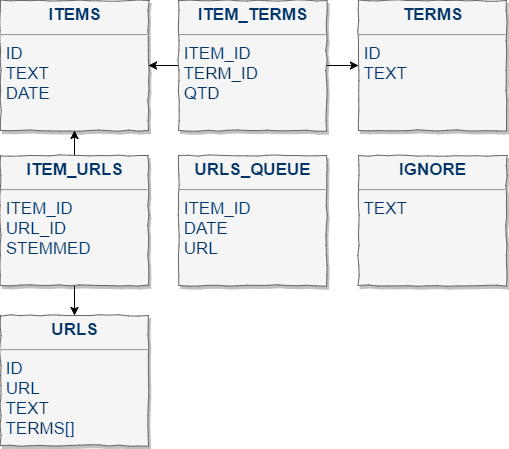 ITEMS
ID
TEXT
DATE
ITEM_TERMS
ITEM_ID
TERM_ID
QTD
TERMS
ID
TEXT
ITEM_URLS
ITEM_ID
URL_ID
STEMMED
URLS_QUEUE
ITEM_ID
DATE
URL
IGNORE
TEXT
URLS
ID
URL
TEXT
TERMS[]